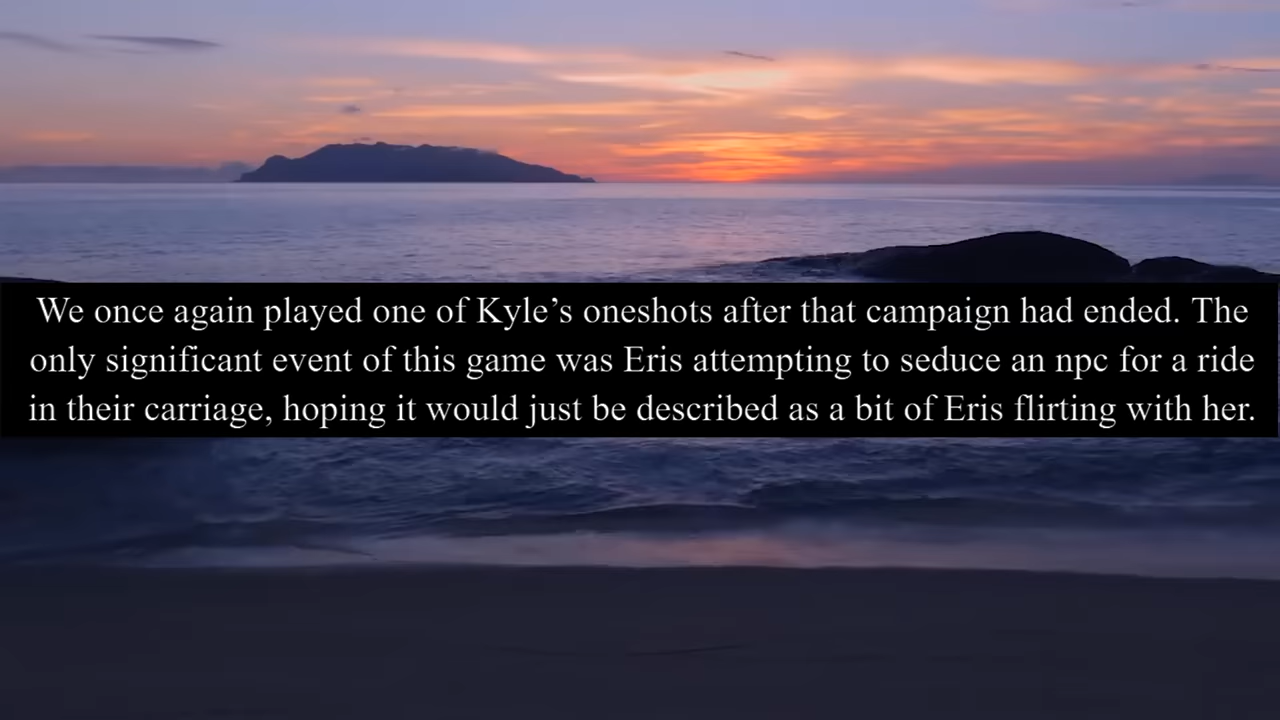 We once again played one of Kyle’s oneshots after that campaign had ended. The
only significant event of this game was Eris attempting to seduce an npc for a ride
in their carriage, hoping it would just be described as a bit of Eris flirting with her.